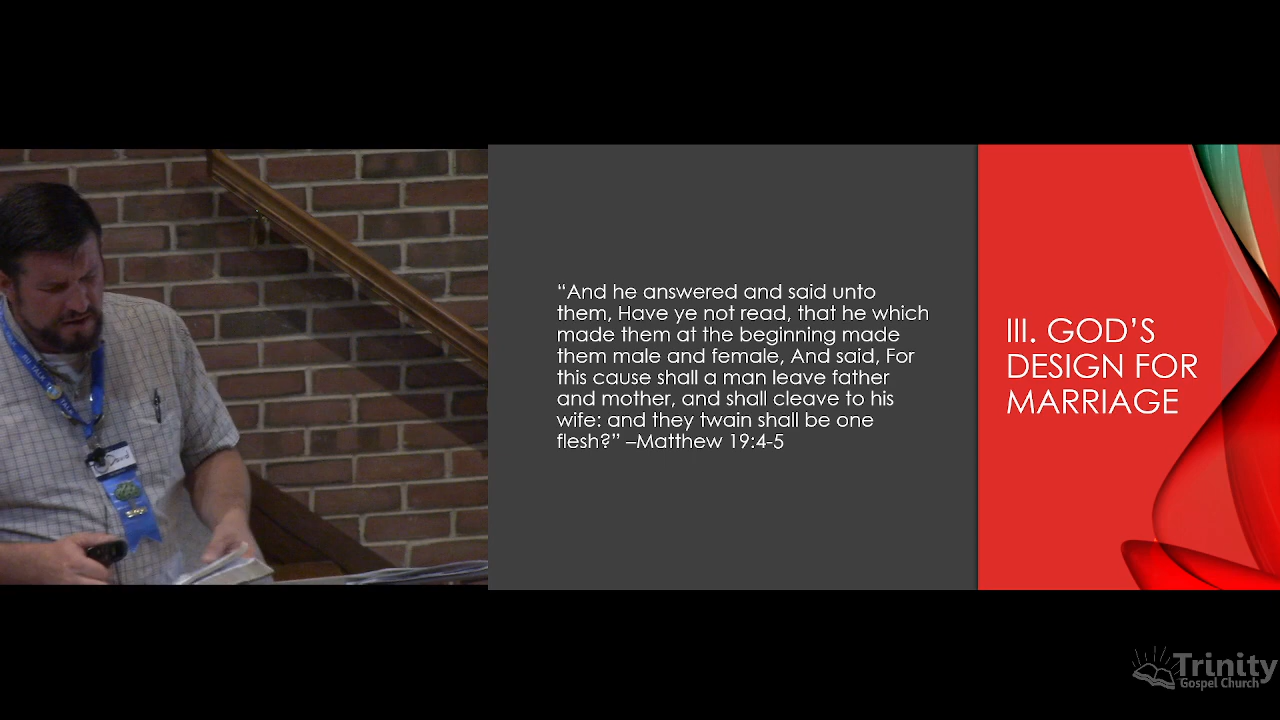 “And he answered and said unto
them, Have ye not read, that he which
made them at the beginning made
them male and female, And said, For
this cause shall a man leave father
and mother, and shall cleave to his
wife: and they twain shall be one
flesh?” –Matthew 19:4-5
III. GOD’S
DESIGN FOR
MARRIAGE
Trinity
Gospel Church